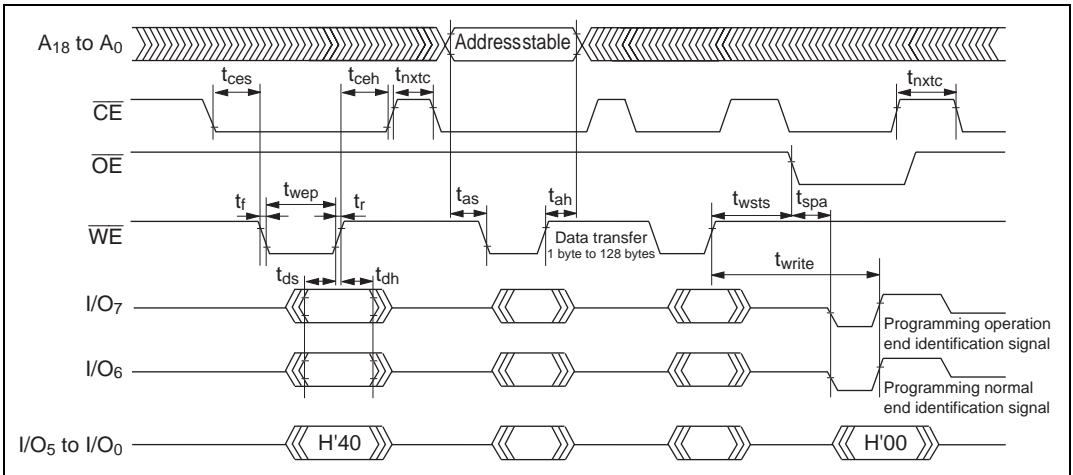 A18 to A0
Address stable
tces
tceh
tnxtc
tnxtc
CE
OE
tf
twep
tr
tas
tah
twsts
tspa
WE
Data transfer
1 byte to 128 bytes
twrite
tds
tdh
I/O7
Programming operation
end identification signal
I/O6
Programming normal
end identification signal
I/O5 to I/O0
H'40
H'00